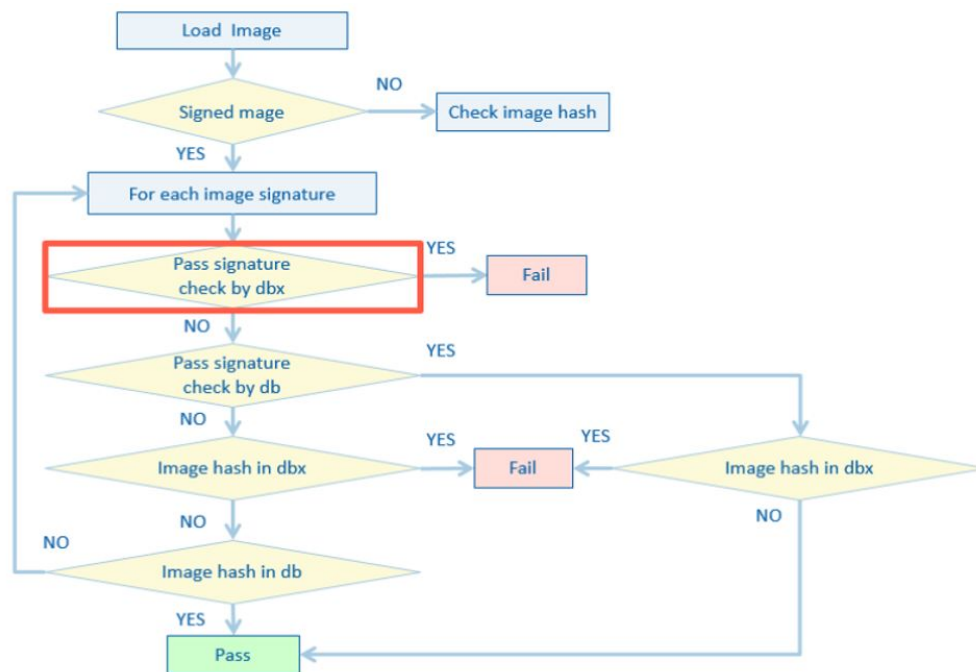 Load Image
NO
Signed mage
Check image hash
YES
For each image signature
YES
Pass signature
check by dbx
Fail
NO
YES
Pass signature
check by db
NO
YES
YES
Image hash in dbx
Fail
Image hash in dbx
NO
NO
NO
Image hash in db
YES
Pass